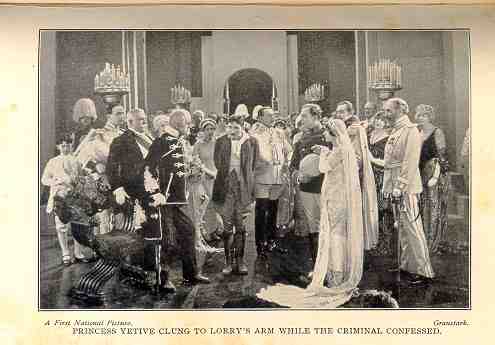 A First National Picture. Graustark.
PRINCESS YETIVE CLUNG TO LORRY'S ARM WHILE THE CRIMINAL CONFESSED.